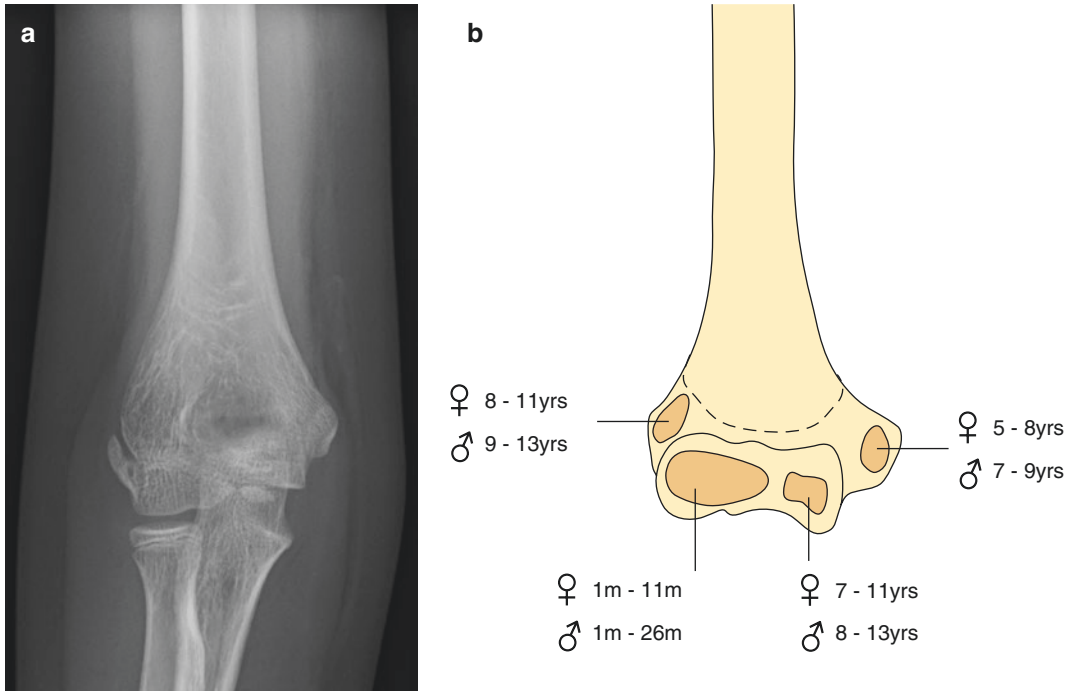 a
b
♀ 8 - 11yrs
♂ 9 - 13yrs
♀ 5 - 8yrs
♂ 7 - 9yrs
♀ 1m - 11m
♂ 1m - 26m
♀ 7 - 11yrs
♂ 8 - 13yrs